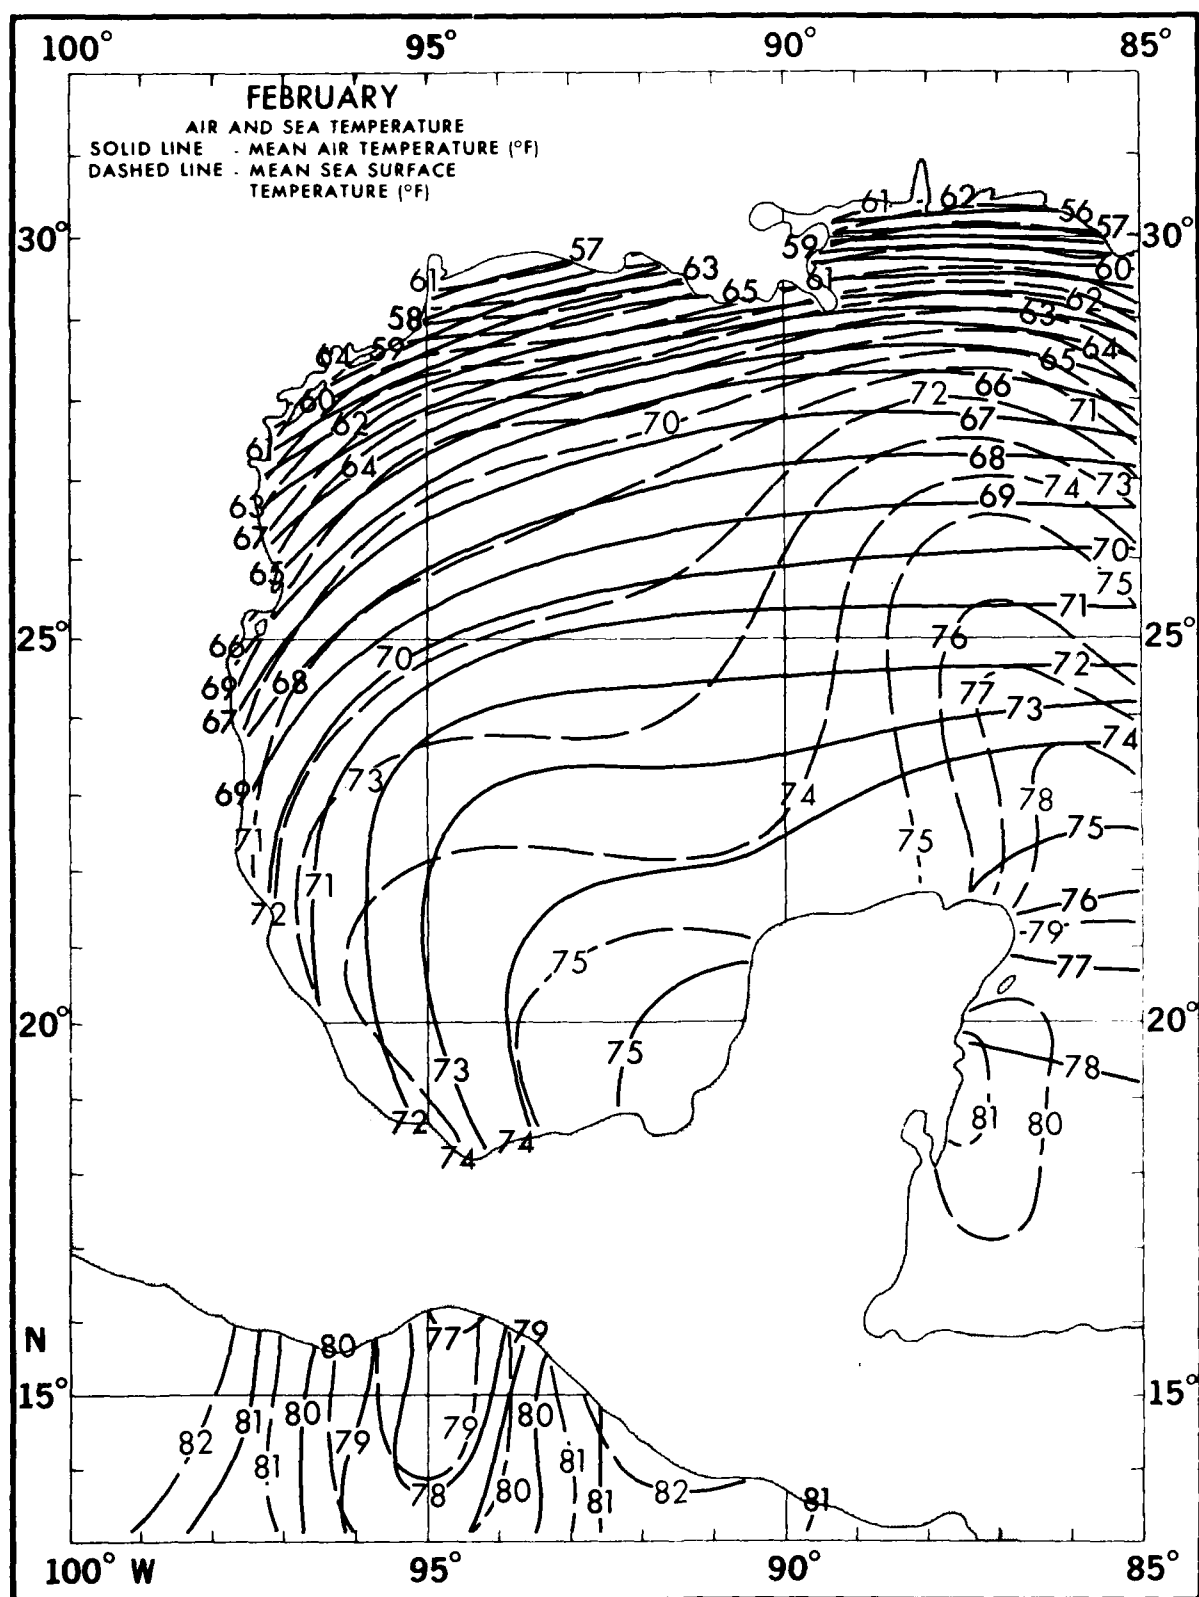 100° 95° 90° 85°
FEBRUARY
AIR AND SEA TEMPERATURE
SOLID LINE - MEAN AIR TEMPERATURE (°F)
DASHED LINE - MEAN SEA SURFACE
TEMPERATURE (°F)
61 62 56
30° 57 59 57 30°
61 63 61 60
58 65 62
63
64 59 65 64
60 72 66 71
62 70 67
61 64 68
63 69 74 73
67 70
65 75
71
25° 66 70 76 25°
69 68 72
67 77 73
74
69 73 74 78
71 75 75
71
72 76
75 79
77
20° 20°
75
73 78
72 81 80
74 74
N 80 77 79
15° 15°
82 81 80 79 79 80
81 81
78 80 81 82 81
100° W 95° 90° 85°